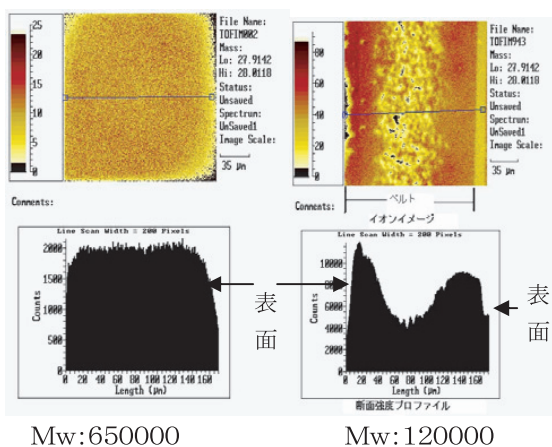 25
20
15
10
5
0
File Name:
TOFIM002
Mass:
Lo: 27.9142
Hi: 28.0118
Status:
Unsaved
Spectrum:
UnSaved1
Image Scale:
35 μm
Comments:
80
60
40
20
0
File Name:
TOFIM943
Mass:
Lo: 27.9142
Hi: 28.0118
Status:
Unsaved
Spectrum:
UnSaved1
Image Scale:
35 μm
Comments:
ベルト
イオンイメージ
Line Scan Width = 200 Pixels
2000
1500
1000
500
0
Counts
0 20 40 60 80 100 120 140 160
Length (μm)
表面
Line Scan Width = 200 Pixels
10000
8000
6000
4000
2000
0
Counts
0 20 40 60 80 100 120 140 160
Length (μm)
表面
断面強度プロファイル
Mw:650000
Mw:120000